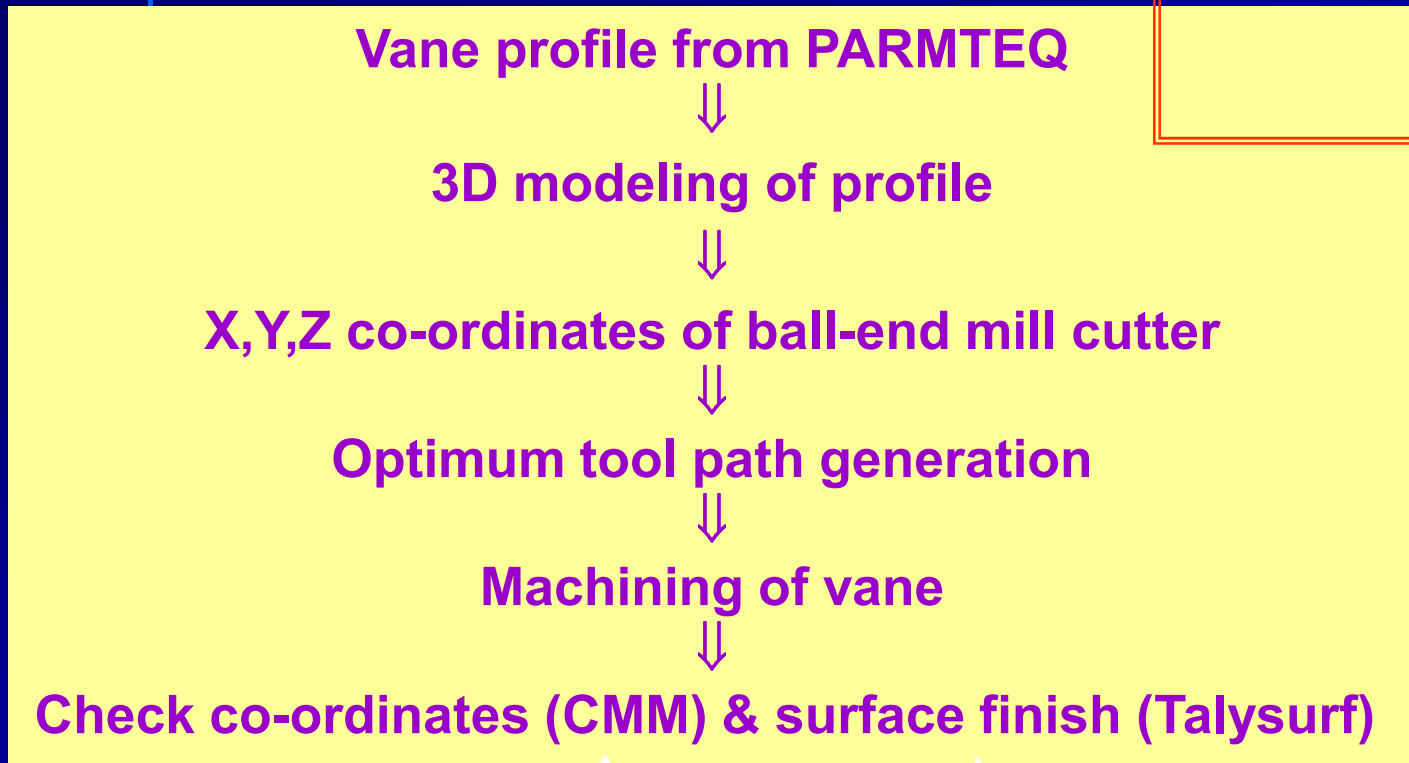 Vane profile from PARMTEQ
⇓
3D modeling of profile
⇓
X,Y,Z co-ordinates of ball-end mill cutter
⇓
Optimum tool path generation
⇓
Machining of vane
⇓
Check co-ordinates (CMM) & surface finish (Talysurf)